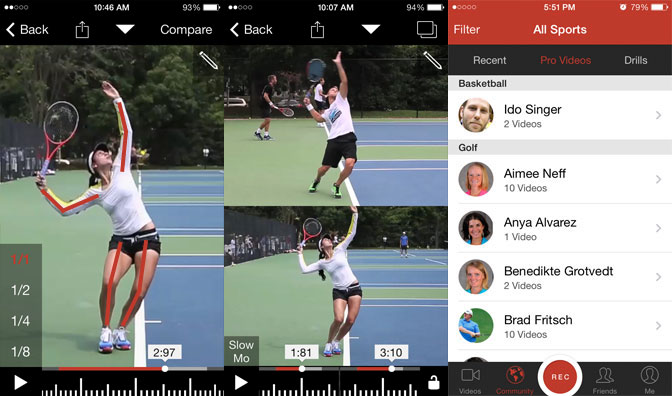 10:46 AM 93%
Back Compare
1/1
1/2
1/4
1/8
2:97
10:07 AM 94%
Back
Slow
Mo
1:81 3:10
5:51 PM 79%
Filter All Sports
Recent Pro Videos Drills
Basketball
Ido Singer
2 Videos
Golf
Aimee Neff
10 Videos
Anya Alvarez
1 Video
Benedikte Grotvedt
2 Videos
Brad Fritsch
10 Videos
REC
Videos Community Friends Me